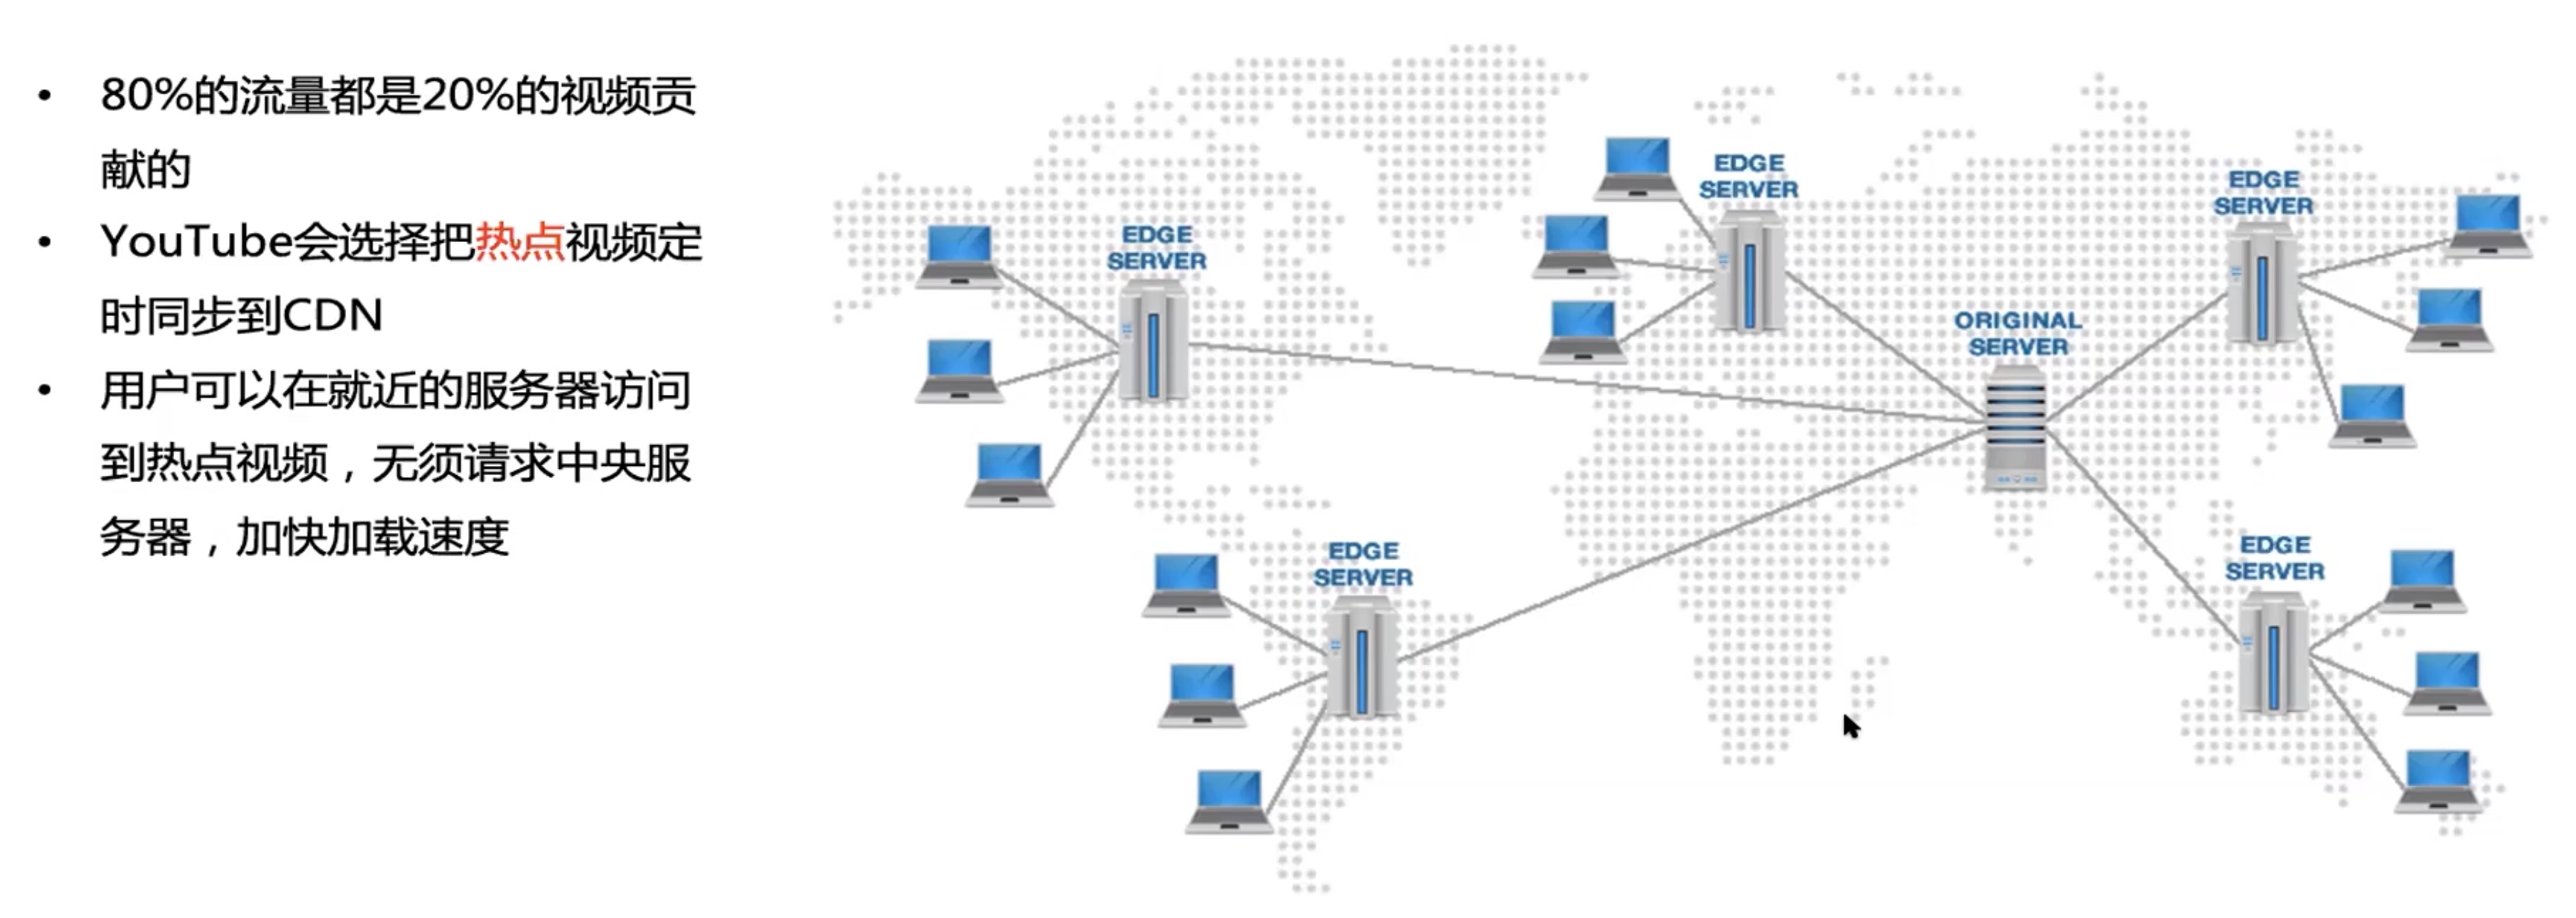 • 80%的流量都是20%的视频贡
献的
• YouTube会选择把热点视频定
时同步到CDN
• 用户可以在就近的服务器访问
到热点视频，无须请求中央服
务器，加快加载速度
EDGE
SERVER
EDGE
SERVER
EDGE
SERVER
ORIGINAL
SERVER
EDGE
SERVER
EDGE
SERVER